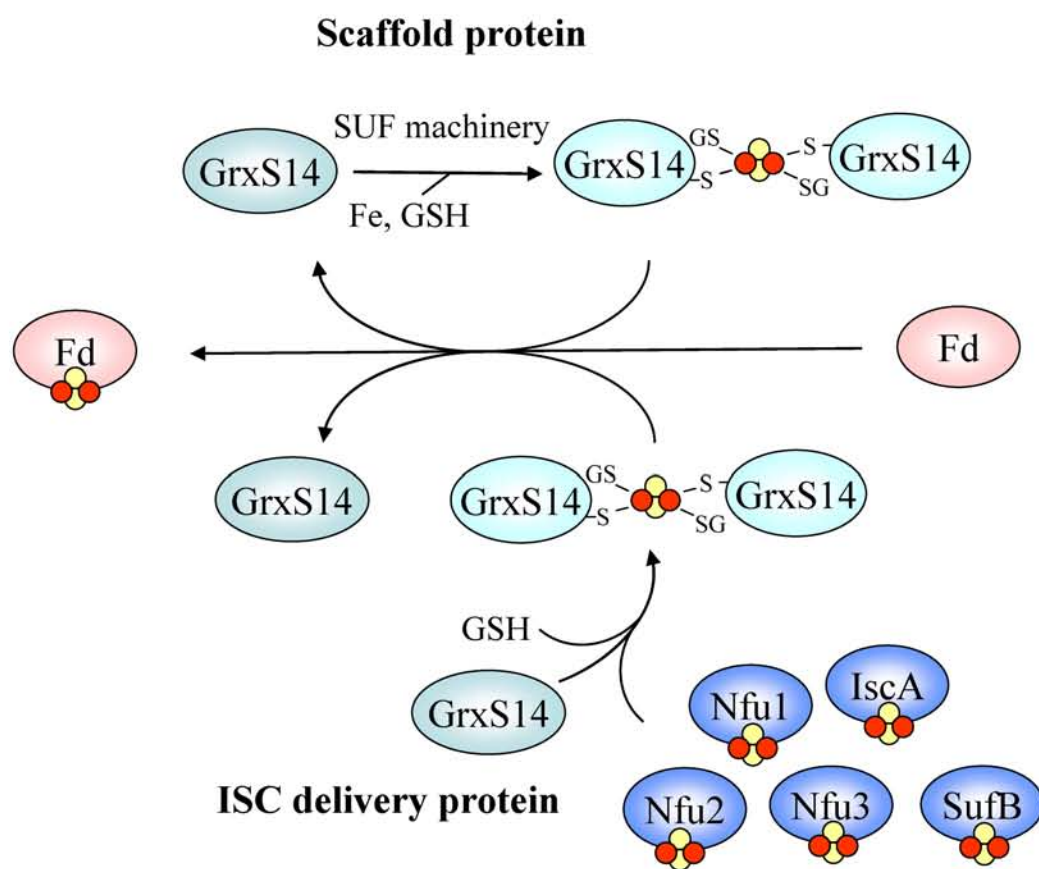 Scaffold protein
SUF machinery
GrxS14
Fe, GSH
GrxS14
GS
S
S
SG
GrxS14
Fd
Fd
GrxS14
GrxS14
GS
S
S
SG
GrxS14
GSH
GrxS14
Nfu1
IscA
ISC delivery protein
Nfu2
Nfu3
SufB